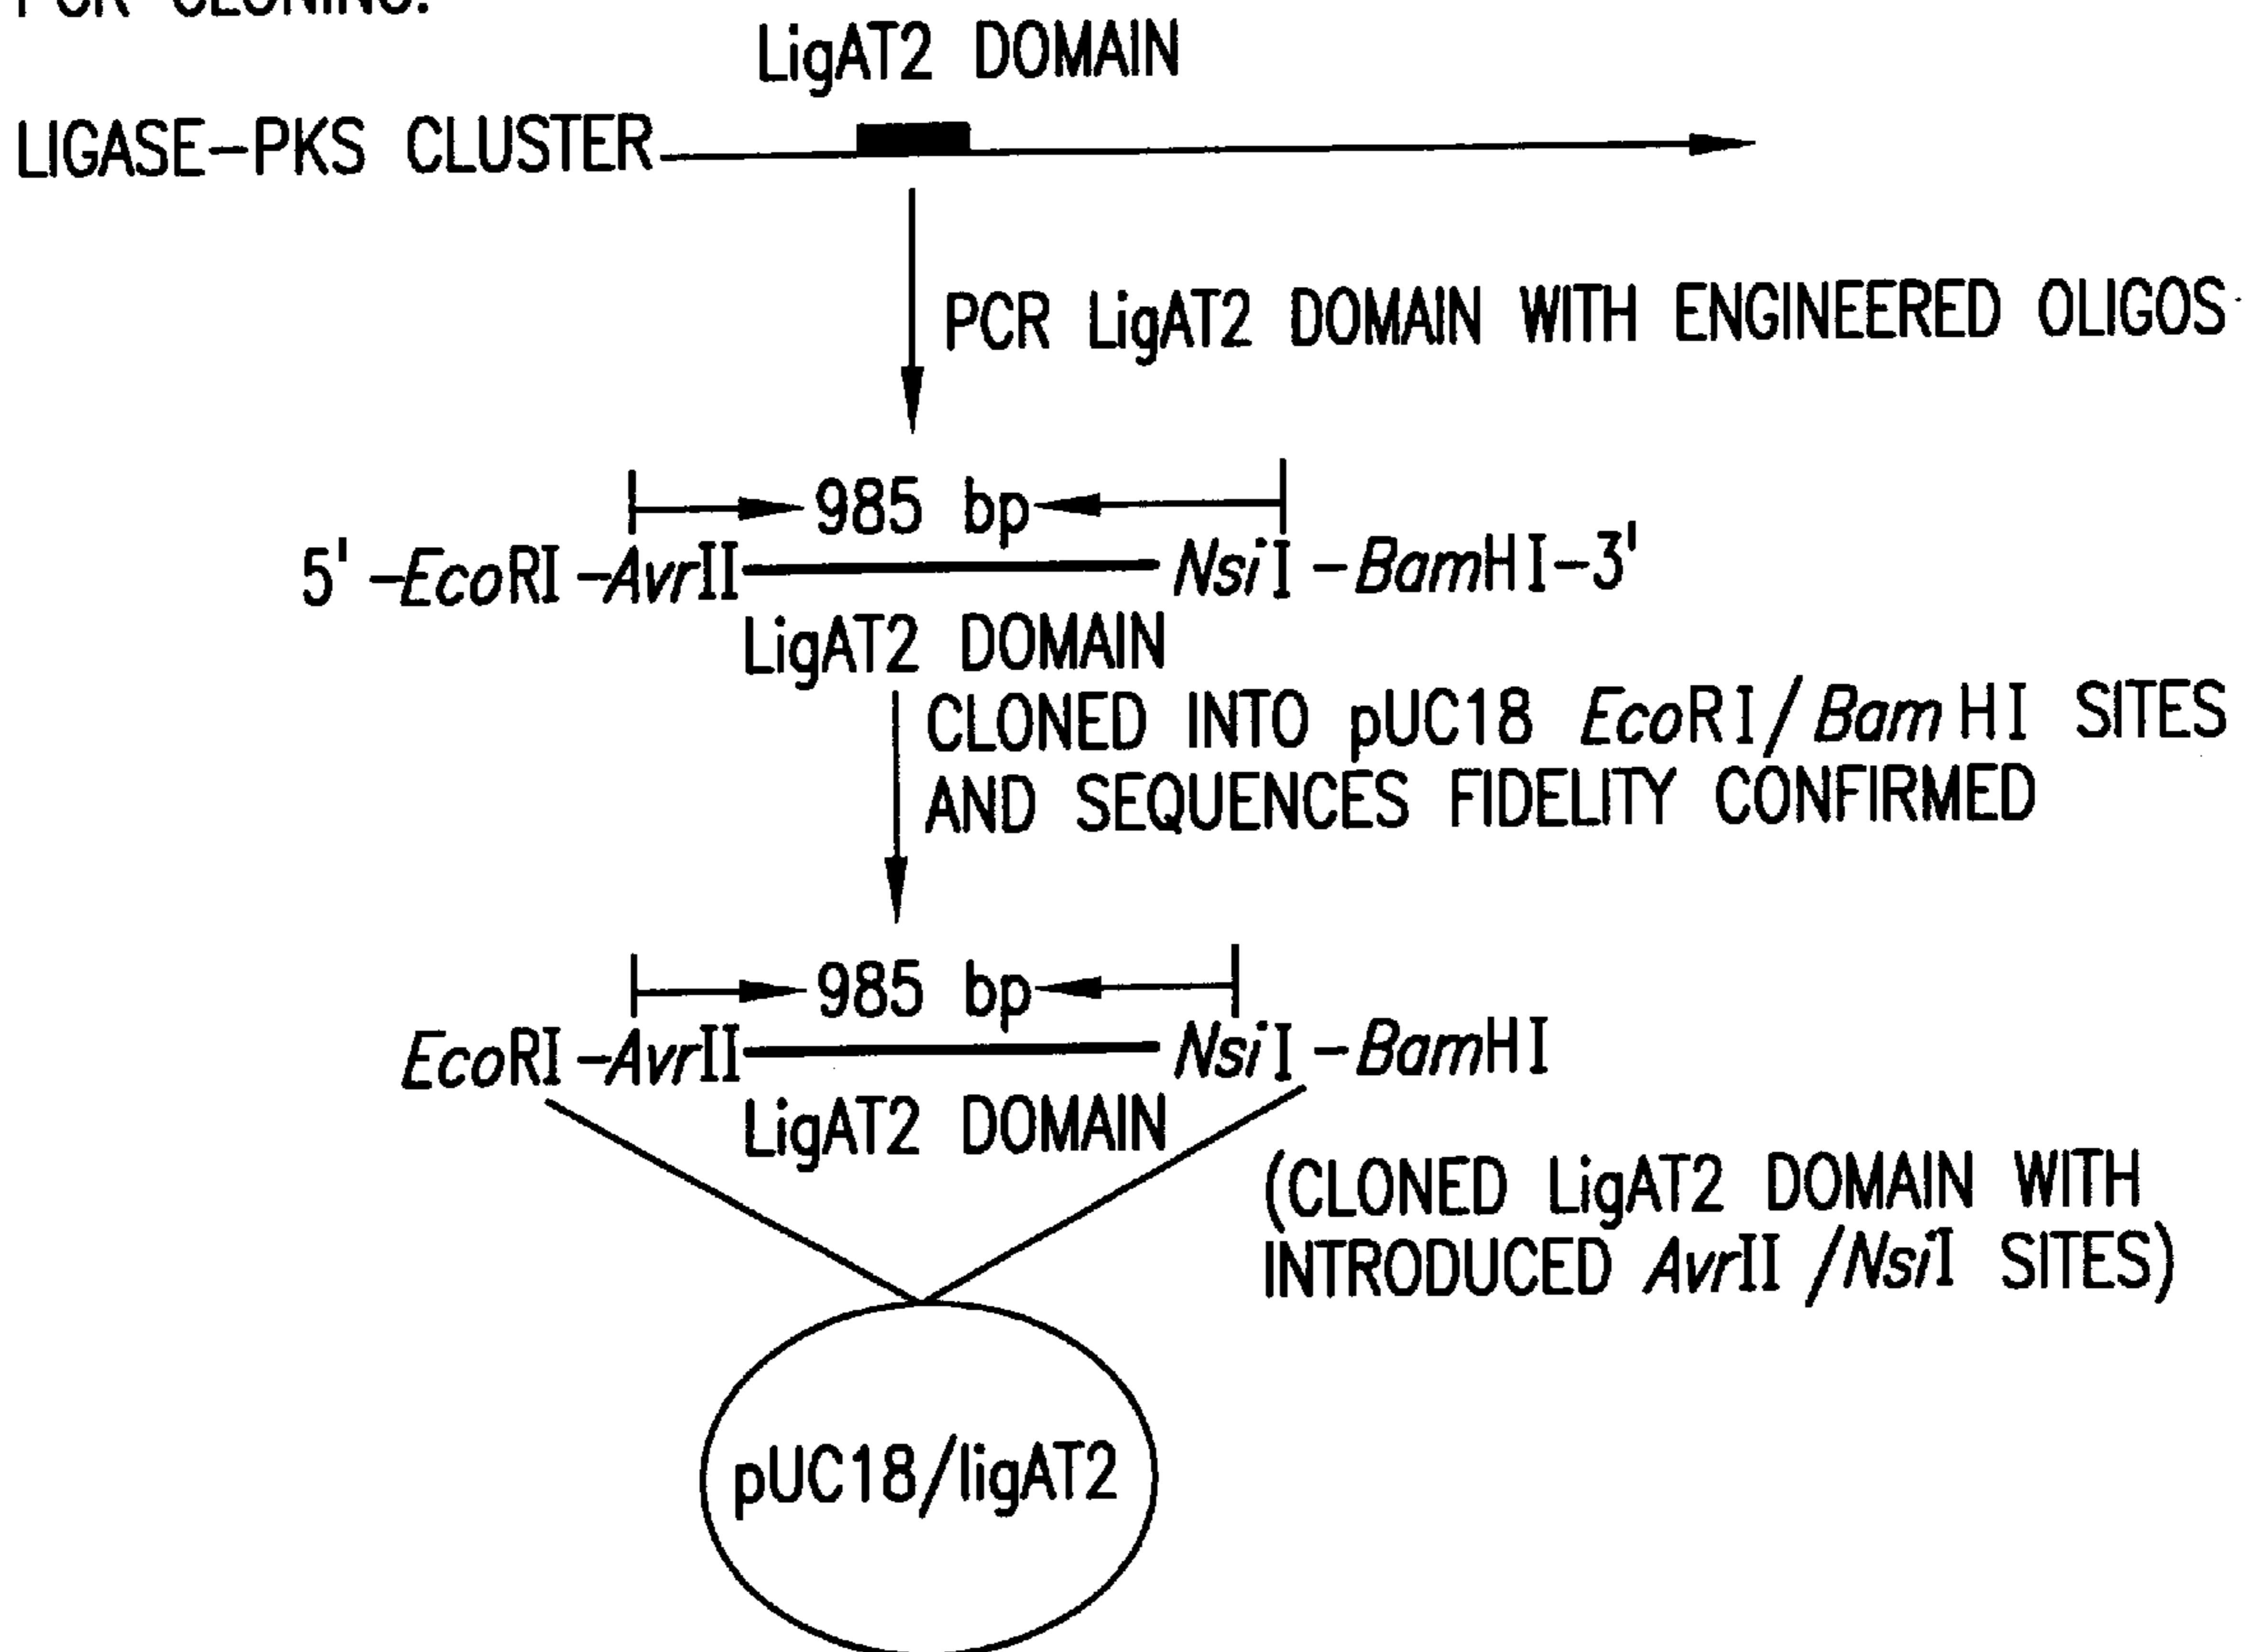 PCR CLONING:
LigAT2 DOMAIN
LIGASE-PKS CLUSTER
PCR LigAT2 DOMAIN WITH ENGINEERED OLIGOS
985 bp
5' -EcoRI -AvrII NsiI -BamHI-3'
LigAT2 DOMAIN
CLONED INTO pUC18 EcoRI/BamHI SITES
AND SEQUENCES FIDELITY CONFIRMED
985 bp
EcoRI -AvrII NsiI -BamHI
LigAT2 DOMAIN
(CLONED LigAT2 DOMAIN WITH
INTRODUCED AvrII /NsiI SITES)
pUC18/ligAT2